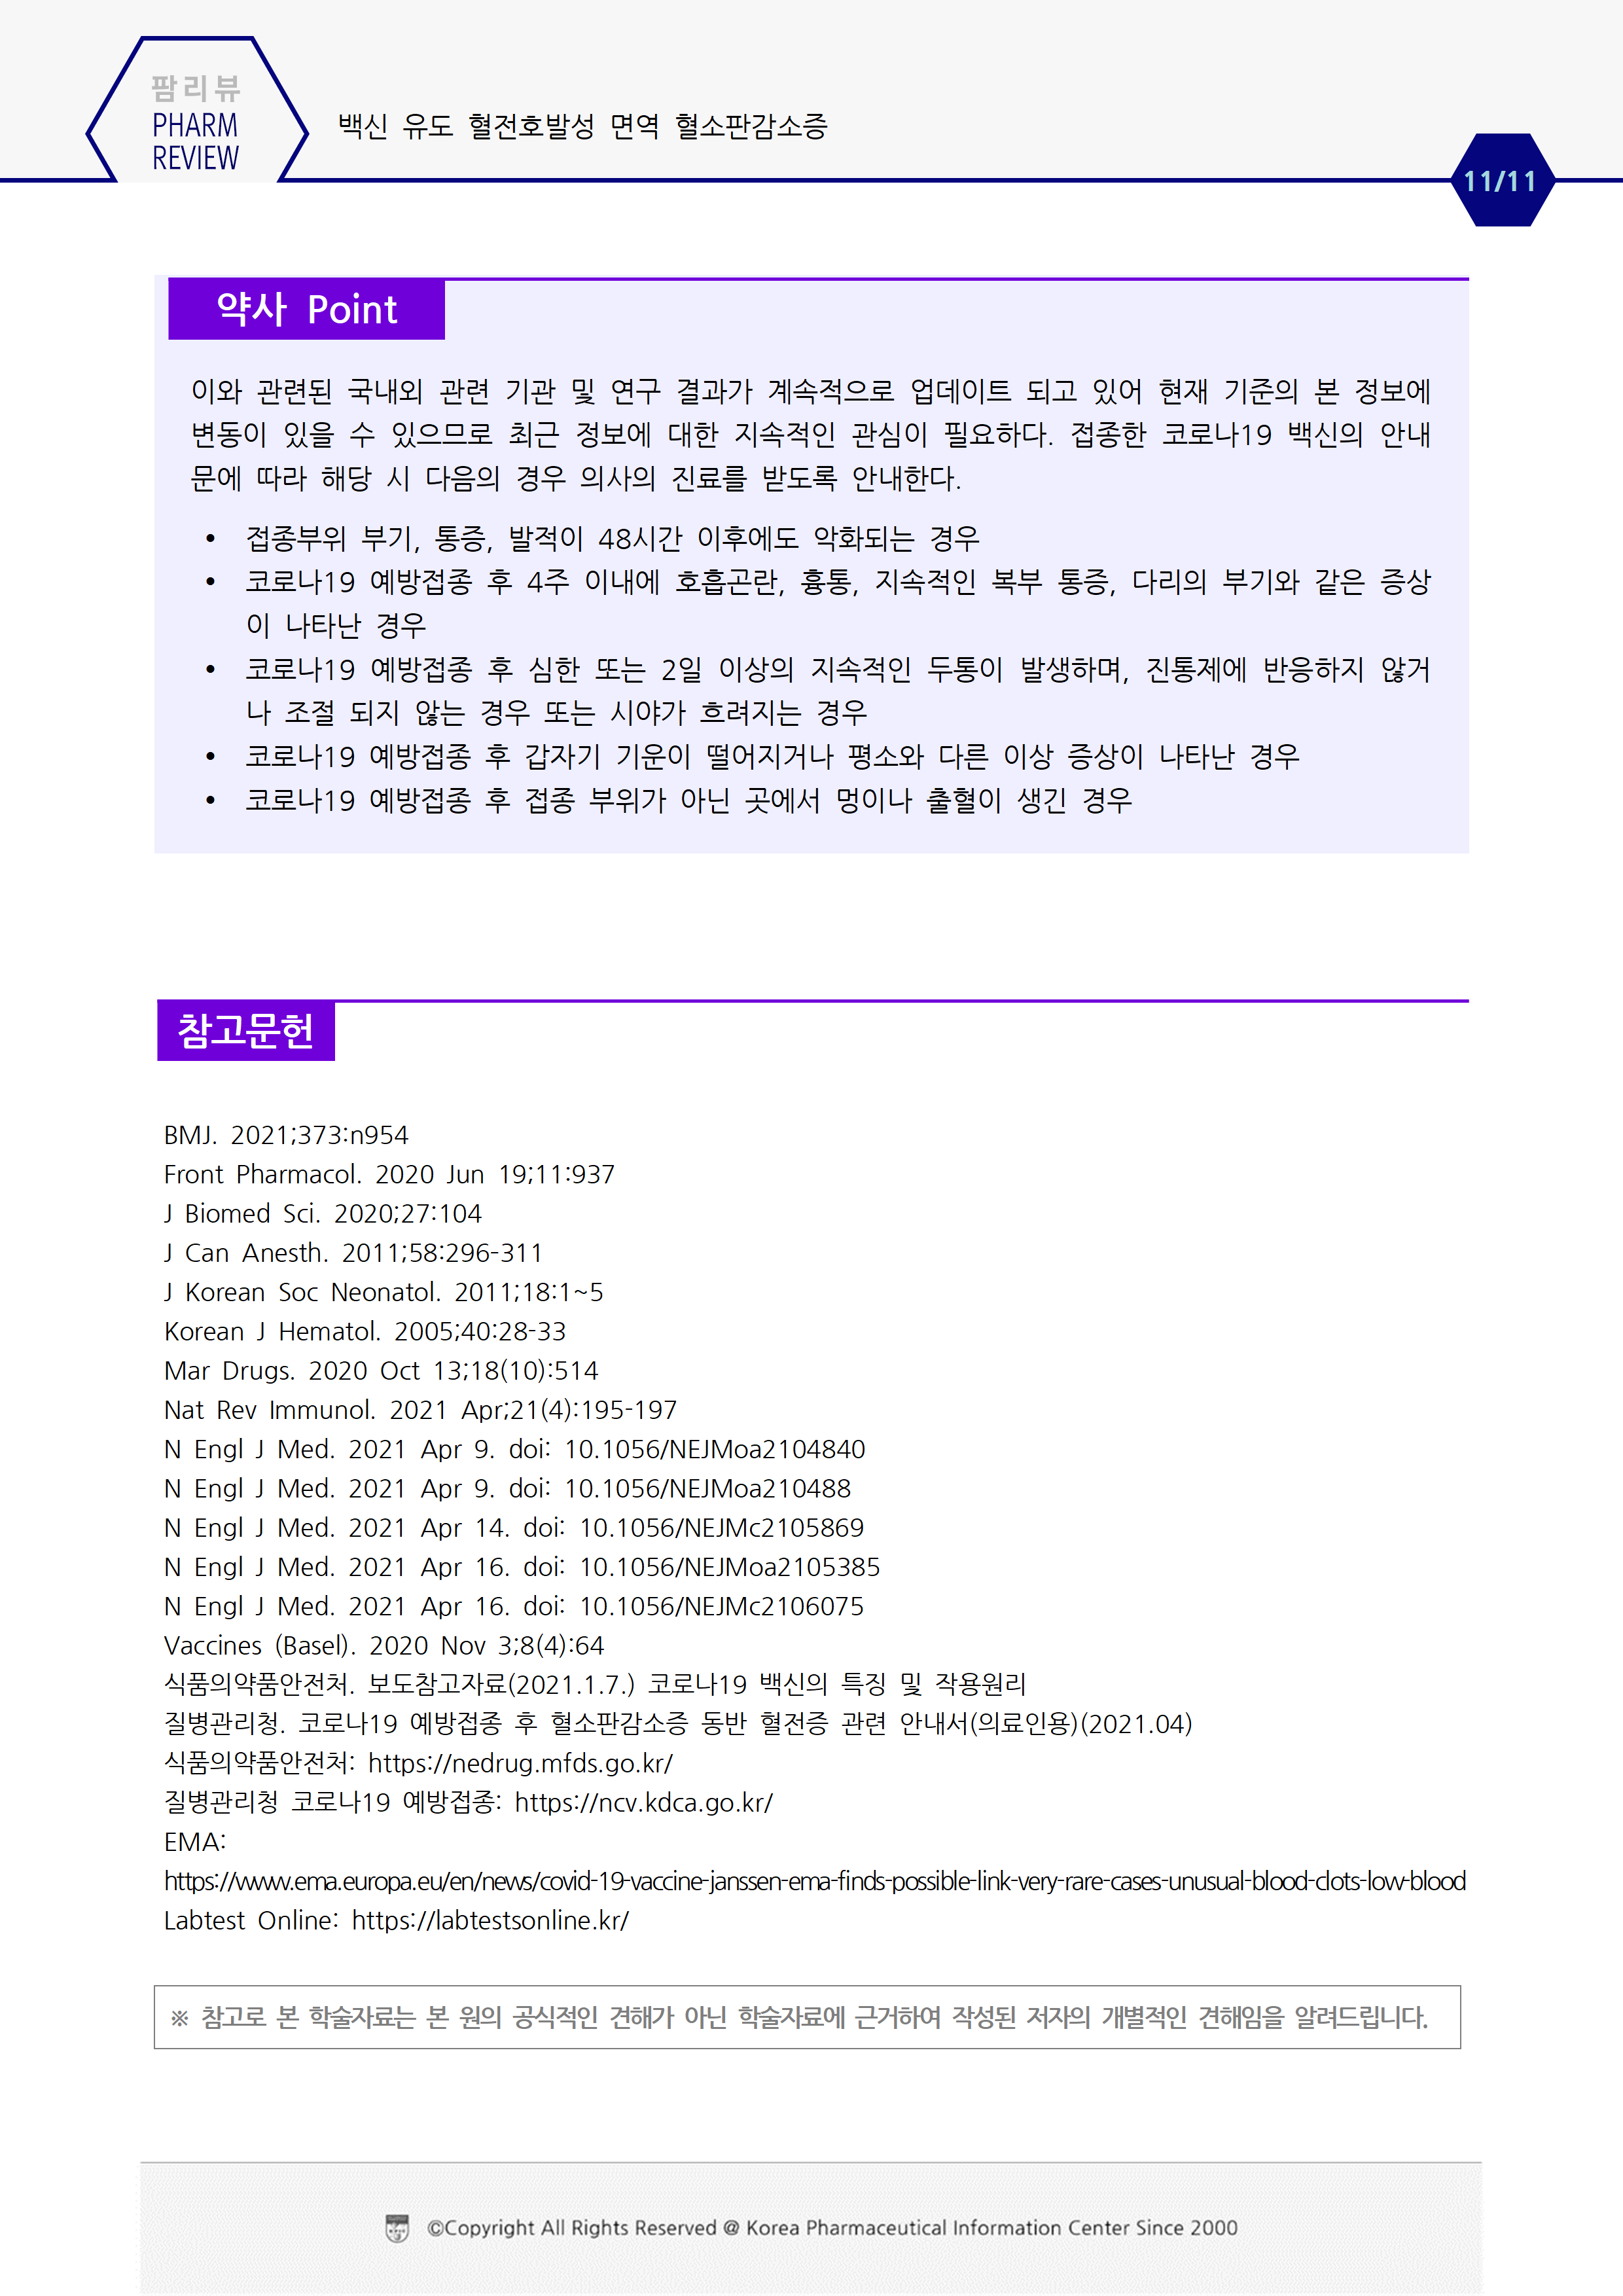 팜리뷰
PHARM
REVIEW
백신 유도 혈전호발성 면역 혈소판감소증
11/11
약사 Point
이와 관련된 국내외 관련 기관 및 연구 결과가 계속적으로 업데이트 되고 있어 현재 기준의 본 정보에
변동이 있을 수 있으므로 최근 정보에 대한 지속적인 관심이 필요하다. 접종한 코로나19 백신의 안내
문에 따라 해당 시 다음의 경우 의사의 진료를 받도록 안내한다.
• 접종부위 부기, 통증, 발적이 48시간 이후에도 악화되는 경우
• 코로나19 예방접종 후 4주 이내에 호흡곤란, 흉통, 지속적인 복부 통증, 다리의 부기와 같은 증상
이 나타난 경우
• 코로나19 예방접종 후 심한 또는 2일 이상의 지속적인 두통이 발생하며, 진통제에 반응하지 않거
나 조절 되지 않는 경우 또는 시야가 흐려지는 경우
• 코로나19 예방접종 후 갑자기 기운이 떨어지거나 평소와 다른 이상 증상이 나타난 경우
• 코로나19 예방접종 후 접종 부위가 아닌 곳에서 멍이나 출혈이 생긴 경우
참고문헌
BMJ. 2021;373:n954
Front Pharmacol. 2020 Jun 19;11:937
J Biomed Sci. 2020;27:104
J Can Anesth. 2011;58:296-311
J Korean Soc Neonatol. 2011;18:1~5
Korean J Hematol. 2005;40:28-33
Mar Drugs. 2020 Oct 13;18(10):514
Nat Rev Immunol. 2021 Apr;21(4):195-197
N Engl J Med. 2021 Apr 9. doi: 10.1056/NEJMoa2104840
N Engl J Med. 2021 Apr 9. doi: 10.1056/NEJMoa210488
N Engl J Med. 2021 Apr 14. doi: 10.1056/NEJMc2105869
N Engl J Med. 2021 Apr 16. doi: 10.1056/NEJMoa2105385
N Engl J Med. 2021 Apr 16. doi: 10.1056/NEJMc2106075
Vaccines (Basel). 2020 Nov 3;8(4):64
식품의약품안전처. 보도참고자료(2021.1.7.) 코로나19 백신의 특징 및 작용원리
질병관리청. 코로나19 예방접종 후 혈소판감소증 동반 혈전증 관련 안내서(의료인용)(2021.04)
식품의약품안전처: https://nedrug.mfds.go.kr/
질병관리청 코로나19 예방접종: https://ncv.kdca.go.kr/
EMA:
https://www.ema.europa.eu/en/news/covid-19-vaccine-janssen-ema-finds-possible-link-very-rare-cases-unusual-blood-clots-low-blood
Labtest Online: https://labtestsonline.kr/
※ 참고로 본 학술자료는 본 원의 공식적인 견해가 아닌 학술자료에 근거하여 작성된 저자의 개별적인 견해임을 알려드립니다.
©Copyright All Rights Reserved @ Korea Pharmaceutical Information Center Since 2000